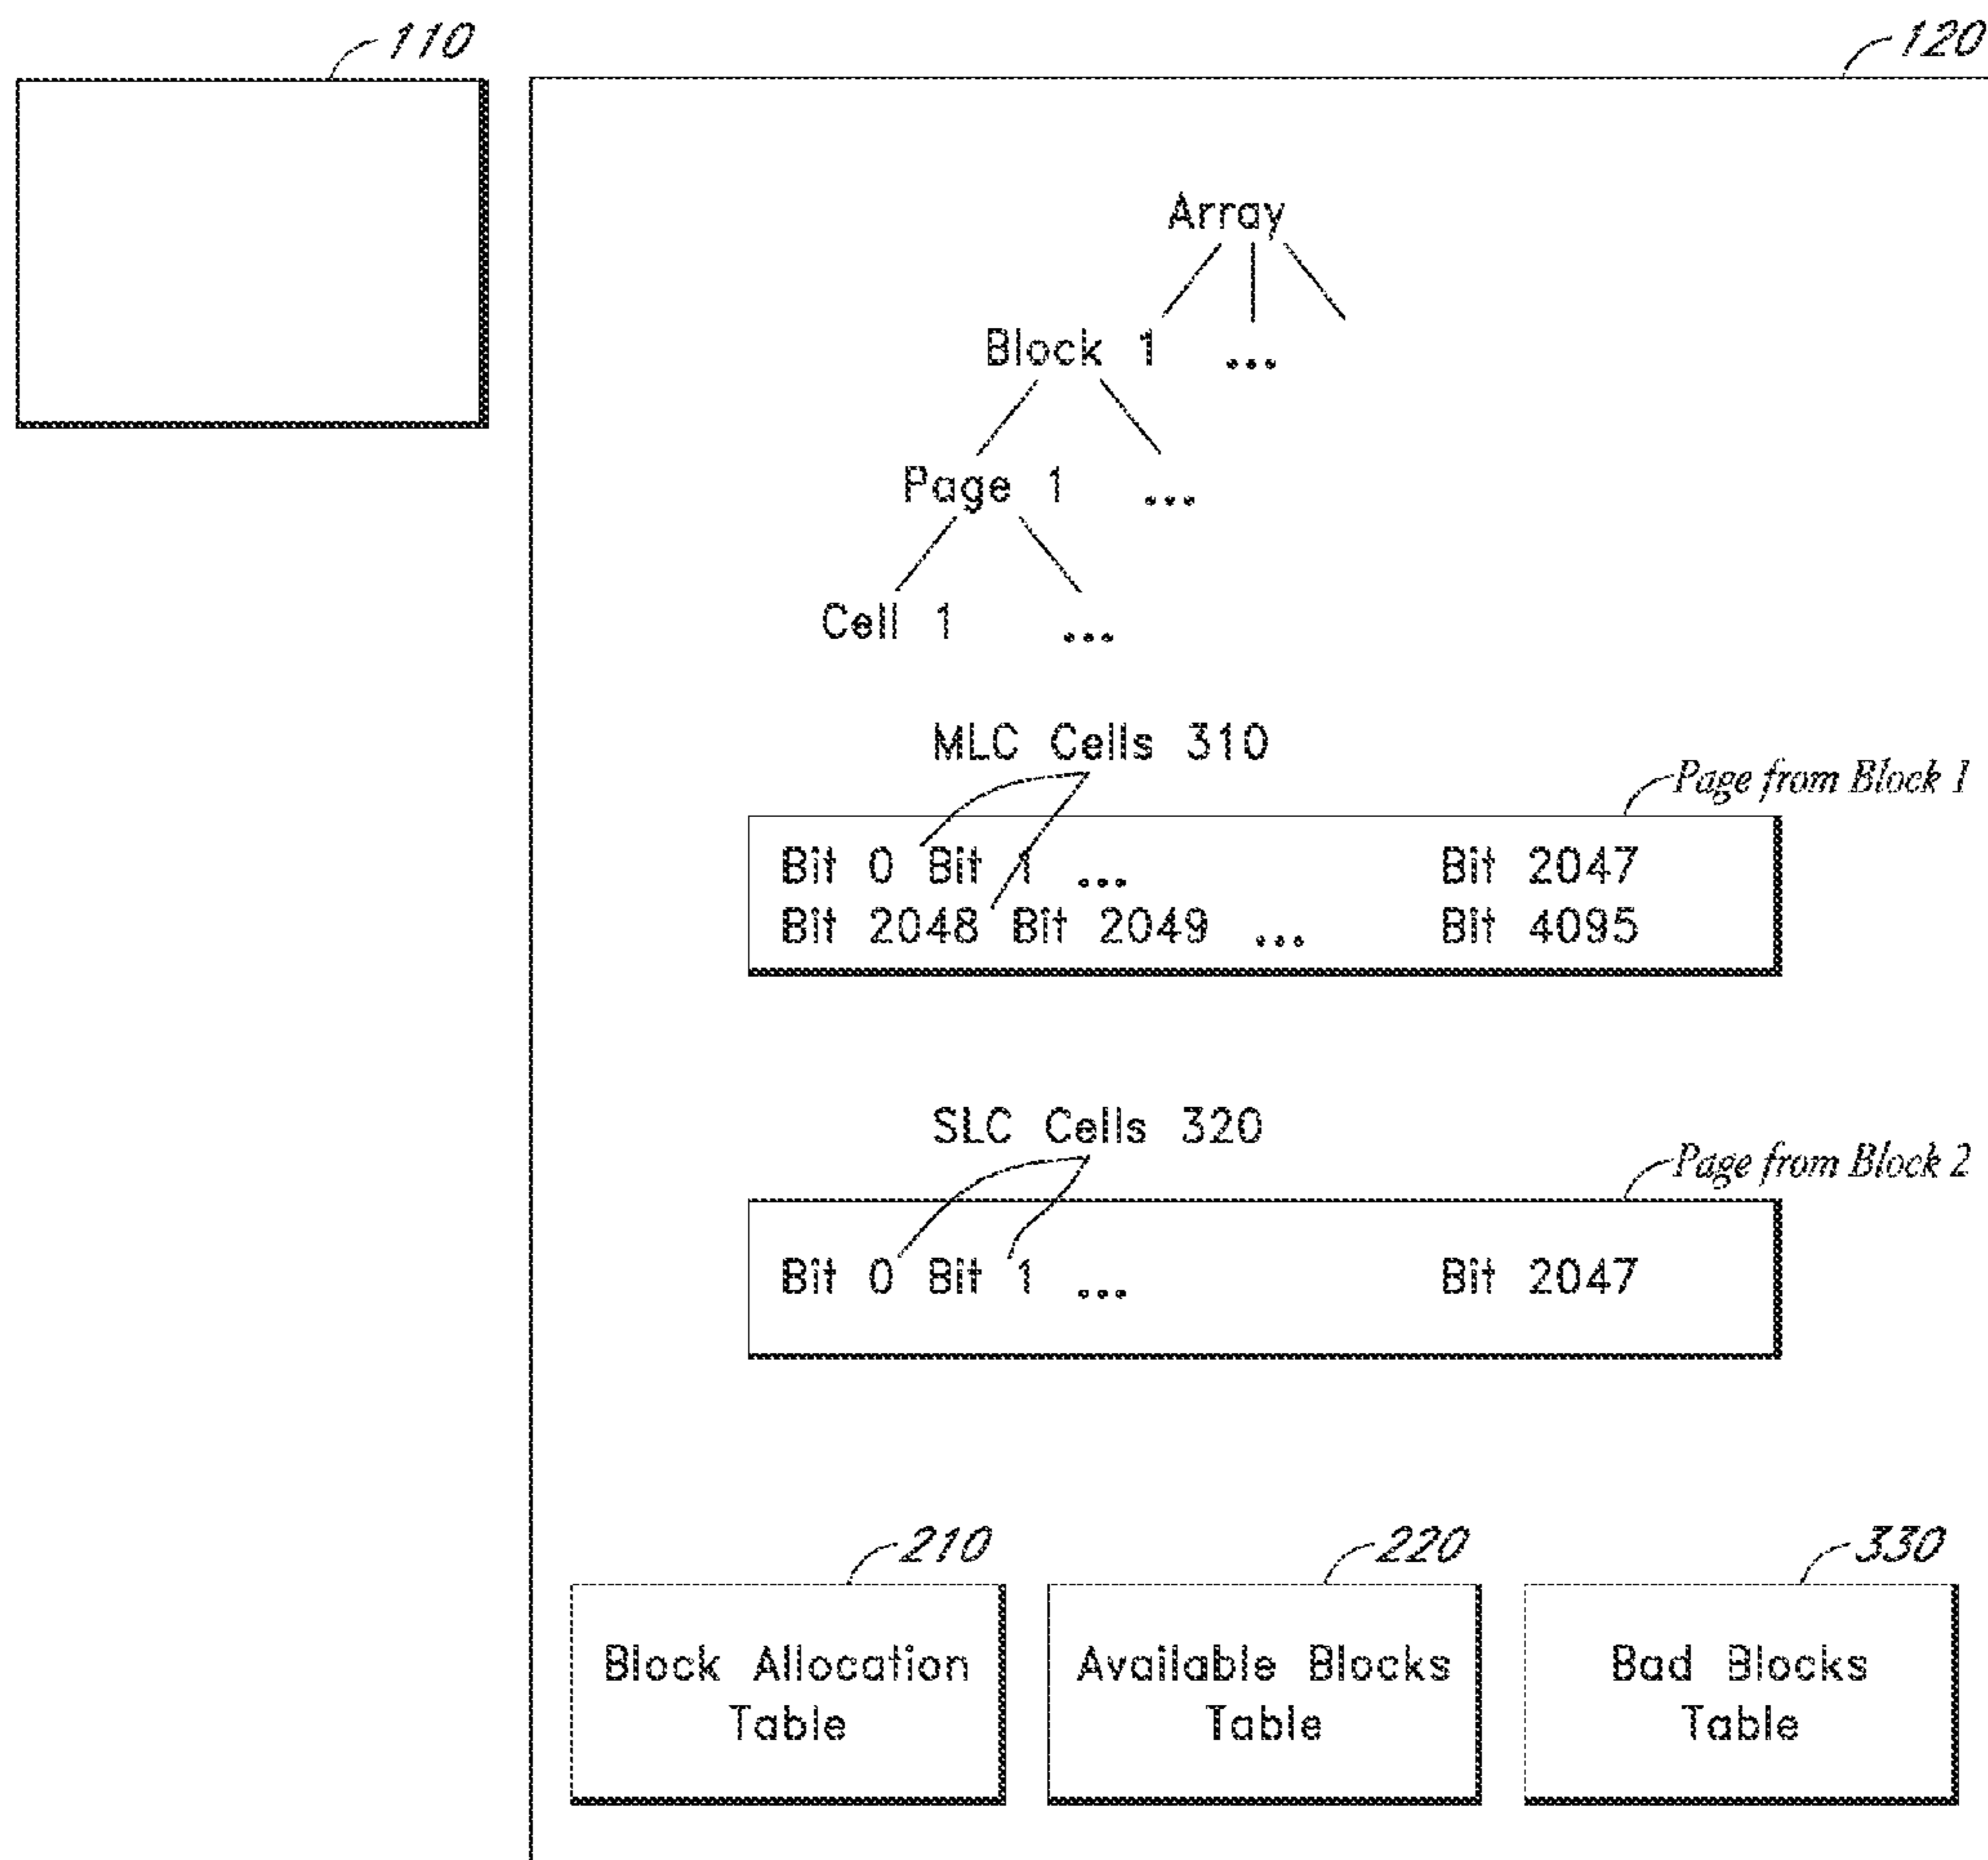 110
120
Array
Block 1 ...
Page 1 ...
Cell 1 ...
MLC Cells 310
Page from Block 1
Bit 0 Bit 1 ... Bit 2047
Bit 2048 Bit 2049 ... Bit 4095
SLC Cells 320
Page from Block 2
Bit 0 Bit 1 ... Bit 2047
210
220
330
Block Allocation
Table
Available Blocks
Table
Bad Blocks
Table